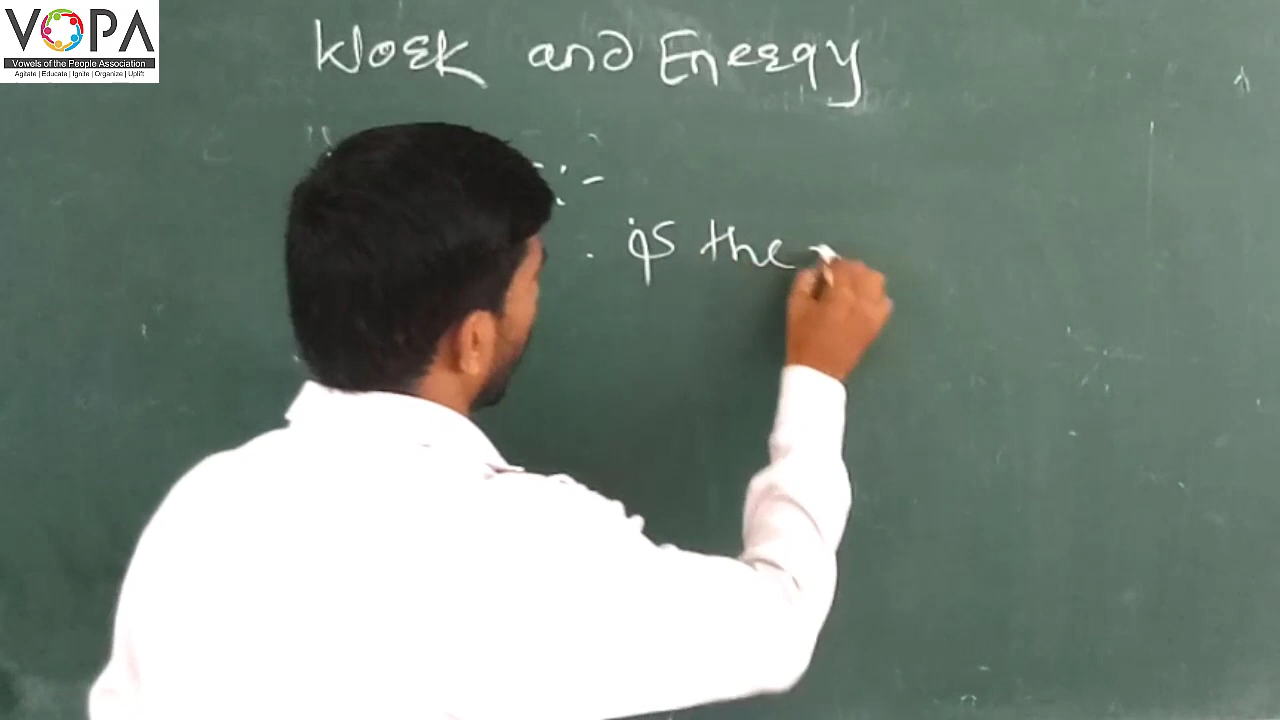 VOPA
Vowels of the People Association
Agitate | Educate | Ignite | Organize | Uplift
Work and Energy
:-
is the